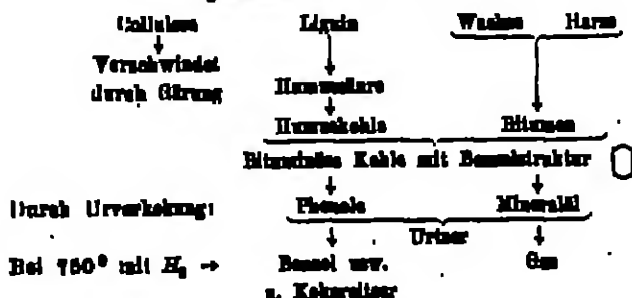 Cellulose Lignin Wachse Harze
Verschwindet
durch Gärung Huminsäure
Humuskohle Bitumen
Bituminöse Kohle mit Benzolstruktur
Durch Urverkokung: Phenole Mineralöl
Urteer
Bei 750° mit H₂ → Benzol usw. Gas
u. Kokereiteer